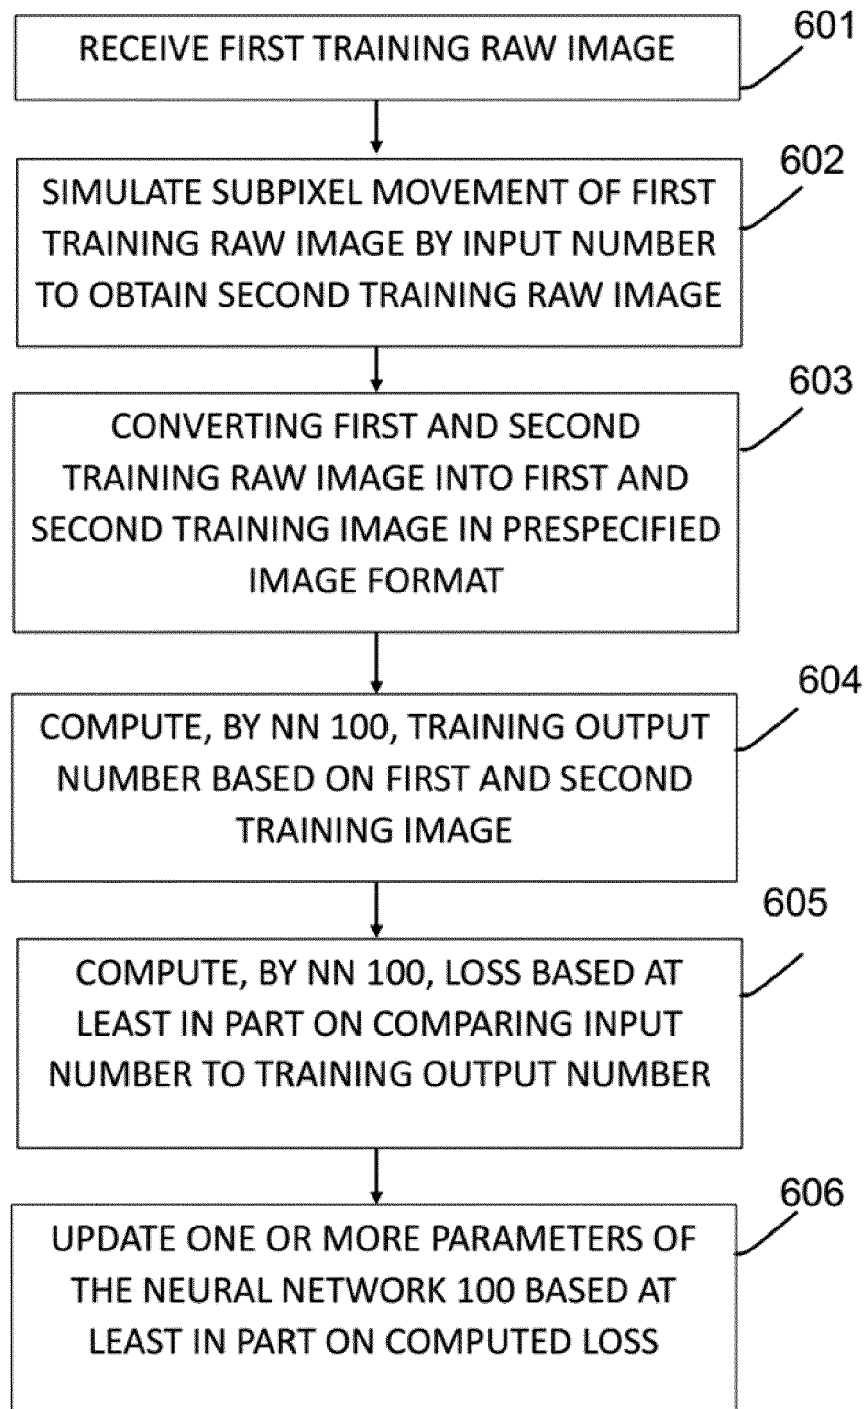 RECEIVE FIRST TRAINING RAW IMAGE
601
SIMULATE SUBPIXEL MOVEMENT OF FIRST
TRAINING RAW IMAGE BY INPUT NUMBER
TO OBTAIN SECOND TRAINING RAW IMAGE
602
CONVERTING FIRST AND SECOND
TRAINING RAW IMAGE INTO FIRST AND
SECOND TRAINING IMAGE IN PRESPECIFIED
IMAGE FORMAT
603
COMPUTE, BY NN 100, TRAINING OUTPUT
NUMBER BASED ON FIRST AND SECOND
TRAINING IMAGE
604
COMPUTE, BY NN 100, LOSS BASED AT
LEAST IN PART ON COMPARING INPUT
NUMBER TO TRAINING OUTPUT NUMBER
605
UPDATE ONE OR MORE PARAMETERS OF
THE NEURAL NETWORK 100 BASED AT
LEAST IN PART ON COMPUTED LOSS
606